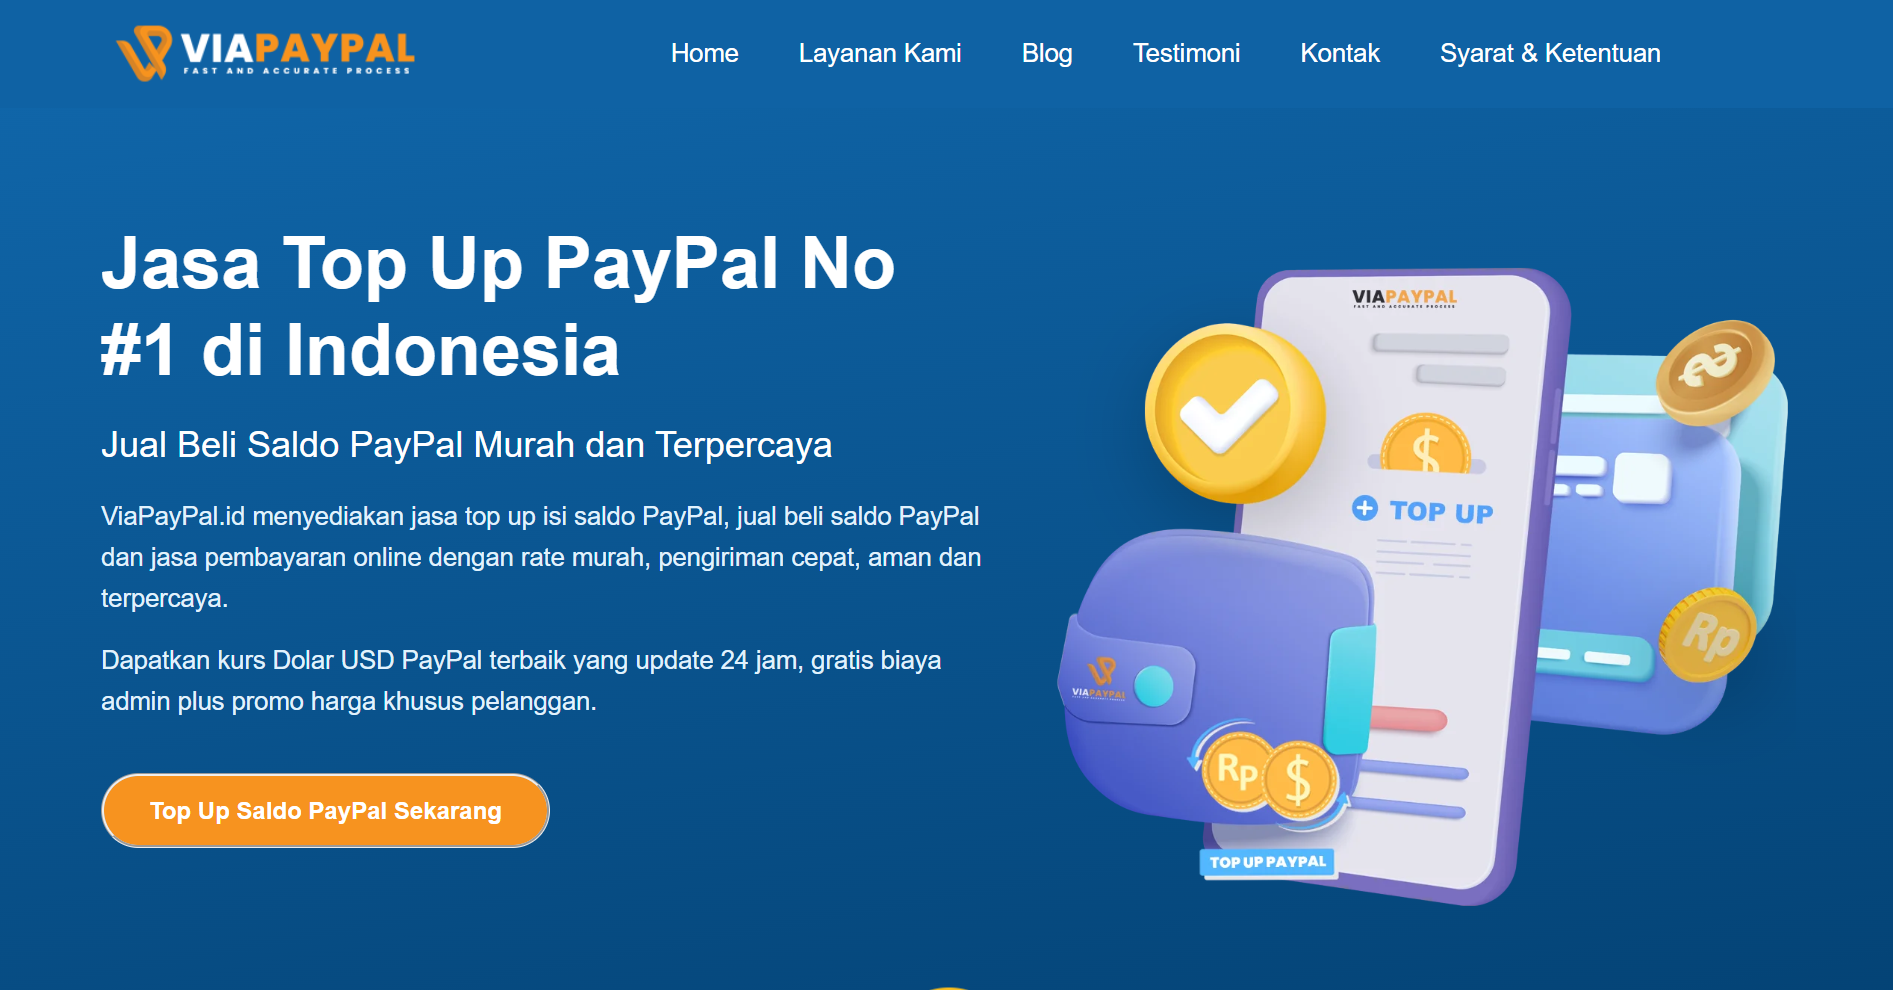 VIAPAYPAL
FAST AND ACCURATE PROCESS
Home
Layanan Kami
Blog
Testimoni
Kontak
Syarat & Ketentuan
Jasa Top Up PayPal No
#1 di Indonesia
Jual Beli Saldo PayPal Murah dan Terpercaya
ViaPayPal.id menyediakan jasa top up isi saldo PayPal, jual beli saldo PayPal
dan jasa pembayaran online dengan rate murah, pengiriman cepat, aman dan
terpercaya.
Dapatkan kurs Dolar USD PayPal terbaik yang update 24 jam, gratis biaya
admin plus promo harga khusus pelanggan.
Top Up Saldo PayPal Sekarang
VIAPAYPAL
FAST AND ACCURATE PROCESS
$
$
TOP UP
Rp
VIAPAYPAL
Rp $
TOP UP PAYPAL